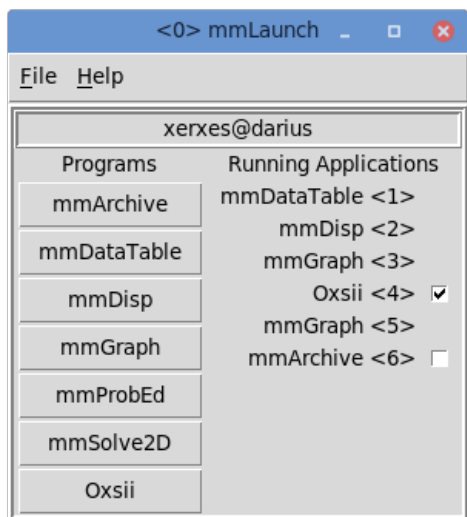 <0> mmLaunch
File Help
xerxes@darius
Programs
mmArchive
mmDataTable
mmDisp
mmGraph
mmProbEd
mmSolve2D
Oxsii
Running Applications
mmDataTable <1>
mmDisp <2>
mmGraph <3>
Oxsii <4>
mmGraph <5>
mmArchive <6>